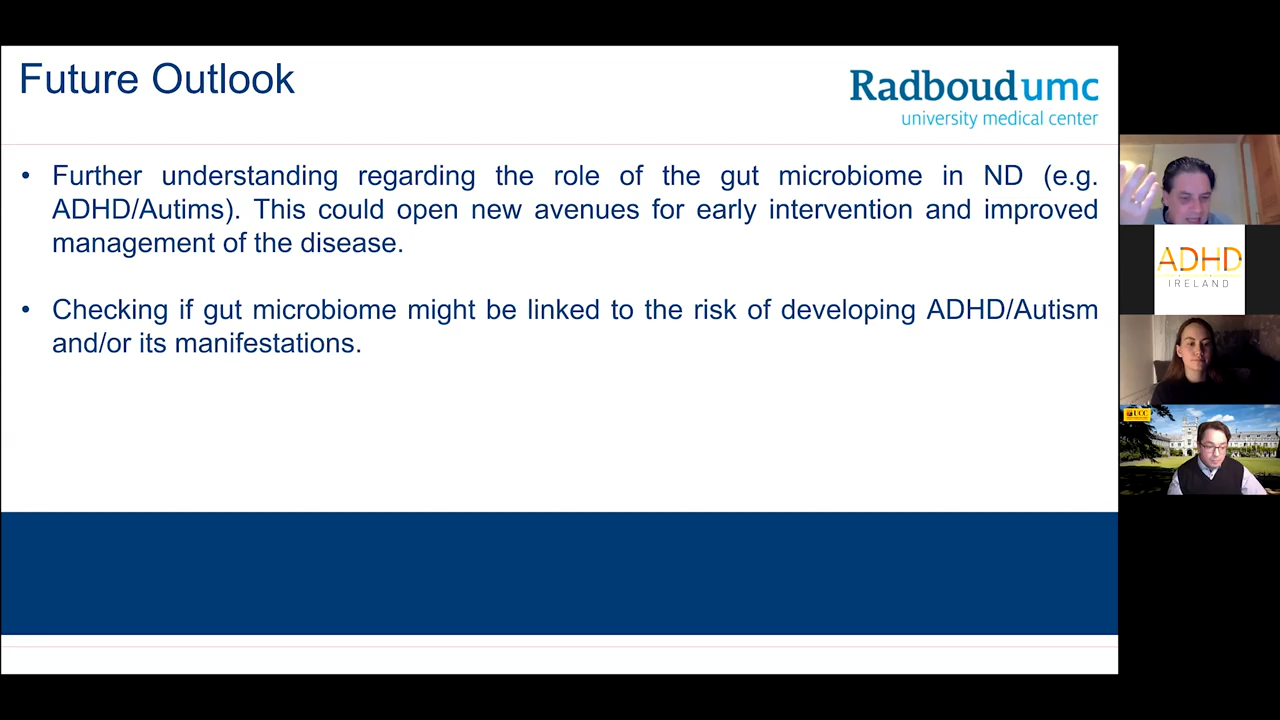 Future Outlook
Radboudumc
university medical center
• Further understanding regarding the role of the gut microbiome in ND (e.g.
ADHD/Autims). This could open new avenues for early intervention and improved
management of the disease.
• Checking if gut microbiome might be linked to the risk of developing ADHD/Autism
and/or its manifestations.
ADHD
IRELAND
UCC